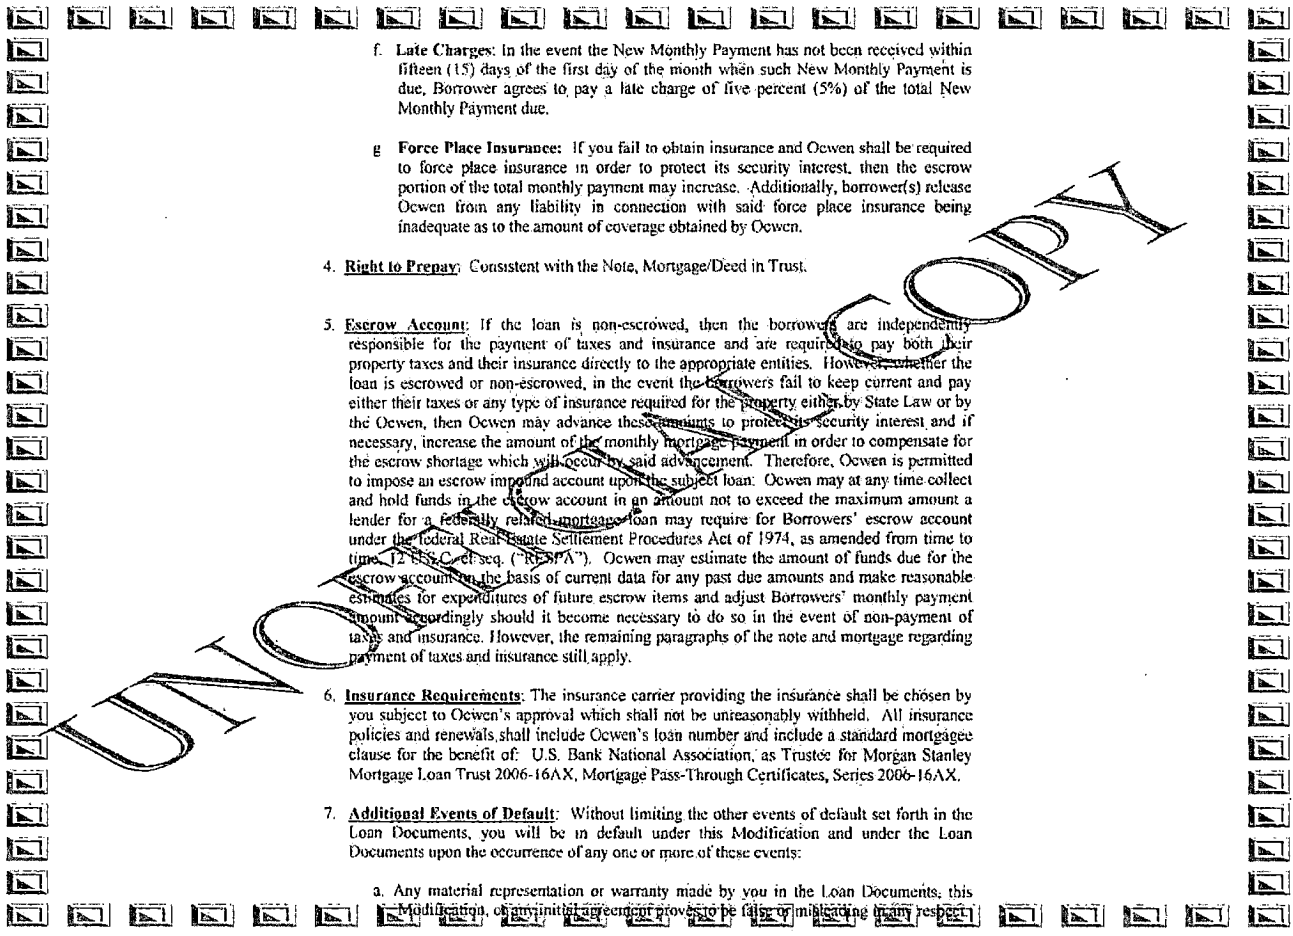 f. Late Charges: In the event the New Monthly Payment has not been received within
fifteen (15) days of the first day of the month when such New Monthly Payment is
due, Borrower agrees to pay a late charge of five percent (5%) of the total New
Monthly Payment due.
g Force Place Insurance: If you fail to obtain insurance and Ocwen shall be required
to force place insurance in order to protect its security interest, then the escrow
portion of the total monthly payment may increase. Additionally, borrower(s) release
Ocwen from any liability in connection with said force place insurance being
inadequate as to the amount of coverage obtained by Ocwen.
4. Right to Prepay: Consistent with the Note, Mortgage/Deed in Trust.
5. Escrow Account: If the loan is non-escrowed, then the borrowers are independently
responsible for the payment of taxes and insurance and are required to pay both their
property taxes and their insurance directly to the appropriate entities. However, whether the
loan is escrowed or non-escrowed, in the event the borrowers fail to keep current and pay
either their taxes or any type of insurance required for the property either by State Law or by
the Ocwen, then Ocwen may advance these amounts to protect its security interest and if
necessary, increase the amount of the monthly mortgage payment in order to compensate for
the escrow shortage which will occur by said advancement. Therefore, Ocwen is permitted
to impose an escrow impound account upon the subject loan. Ocwen may at any time collect
and hold funds in the escrow account in an amount not to exceed the maximum amount a
lender for a federally related mortgage loan may require for Borrowers' escrow account
under the federal Real Estate Settlement Procedures Act of 1974, as amended from time to
time, 12 U.S.C. et seq. ("RESPA"). Ocwen may estimate the amount of funds due for the
escrow account on the basis of current data for any past due amounts and make reasonable
estimates for expenditures of future escrow items and adjust Borrowers' monthly payment
amount accordingly should it become necessary to do so in the event of non-payment of
taxes and insurance. However, the remaining paragraphs of the note and mortgage regarding
payment of taxes and insurance still apply.
6. Insurance Requirements: The insurance carrier providing the insurance shall be chosen by
you subject to Ocwen's approval which shall not be unreasonably withheld. All insurance
policies and renewals shall include Ocwen's loan number and include a standard mortgagee
clause for the benefit of: U.S. Bank National Association, as Trustee for Morgan Stanley
Mortgage Loan Trust 2006-16AX, Mortgage Pass-Through Certificates, Series 2006-16AX.
7. Additional Events of Default: Without limiting the other events of default set forth in the
Loan Documents, you will be in default under this Modification and under the Loan
Documents upon the occurrence of any one or more of these events:
a. Any material representation or warranty made by you in the Loan Documents, this
Modification, or any initial agreement proves to be false or misleading in any respect.
UNOFFICIAL COPY